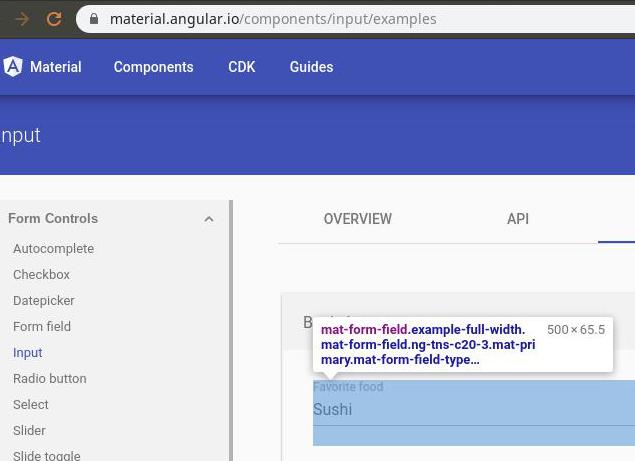 material.angular.io/components/input/examples
Material Components CDK Guides
nput
Form Controls
Autocomplete
Checkbox
Datepicker
Form field
Input
Radio button
Select
Slider
Slide toggle
OVERVIEW API
mat-form-field.example-full-width. 500 × 65.5
mat-form-field.ng-tns-c20-3.mat-pri
mary.mat-form-field-type…
Favorite food
Sushi